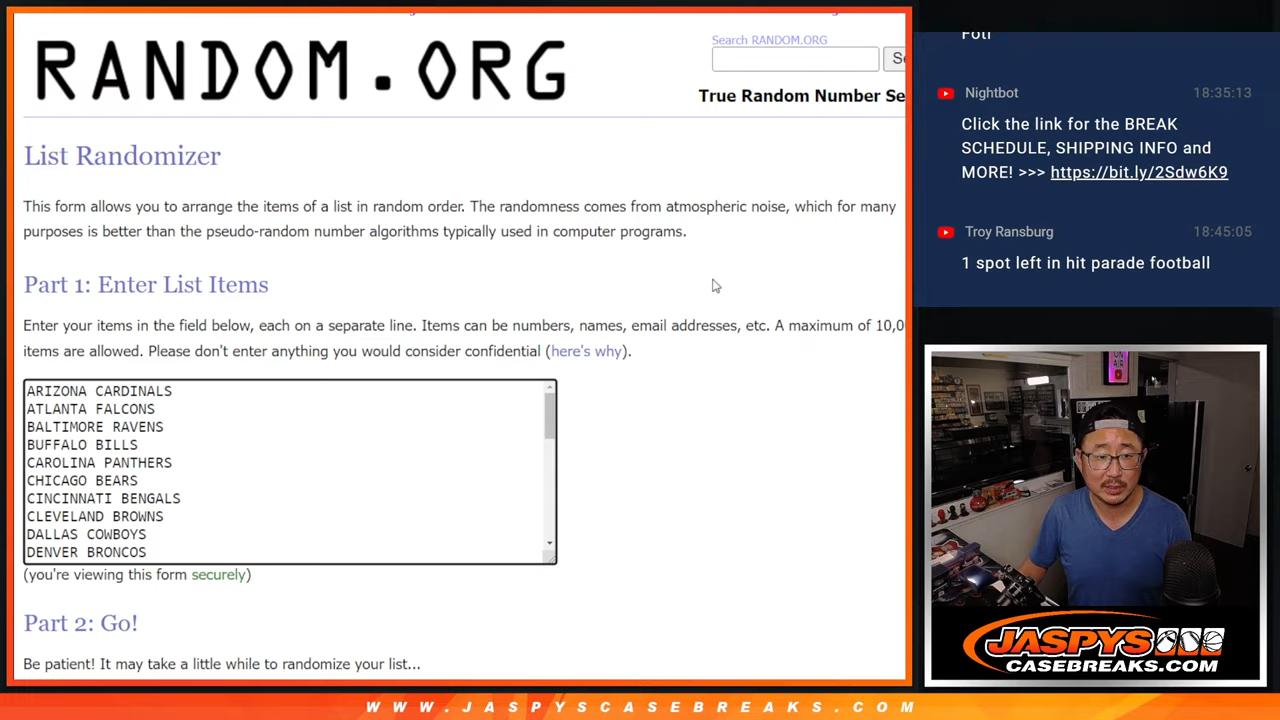 RANDOM.ORG
Search RANDOM.ORG
True Random Number Se
List Randomizer
This form allows you to arrange the items of a list in random order. The randomness comes from atmospheric noise, which for many
purposes is better than the pseudo-random number algorithms typically used in computer programs.
Part 1: Enter List Items
Enter your items in the field below, each on a separate line. Items can be numbers, names, email addresses, etc. A maximum of 10,0
items are allowed. Please don't enter anything you would consider confidential (here's why).
ARIZONA CARDINALS
ATLANTA FALCONS
BALTIMORE RAVENS
BUFFALO BILLS
CAROLINA PANTHERS
CHICAGO BEARS
CINCINNATI BENGALS
CLEVELAND BROWNS
DALLAS COWBOYS
DENVER BRONCOS
(you're viewing this form securely)
Part 2: Go!
Be patient! It may take a little while to randomize your list...
Nightbot 18:35:13
Click the link for the BREAK
SCHEDULE, SHIPPING INFO and
MORE! >>> https://bit.ly/2Sdw6K9
Troy Ransburg 18:45:05
1 spot left in hit parade football
ON AIR
JASPYS
CASEBREAKS.COM
WWW.JASPYSCASEBREAKS.COM